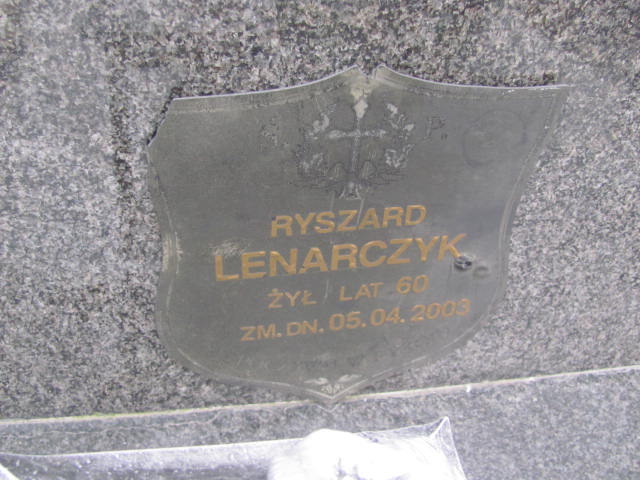 Ś. P.
RYSZARD
LENARCZYK
ŻYŁ LAT 60
ZM. DN. 05.04.2003